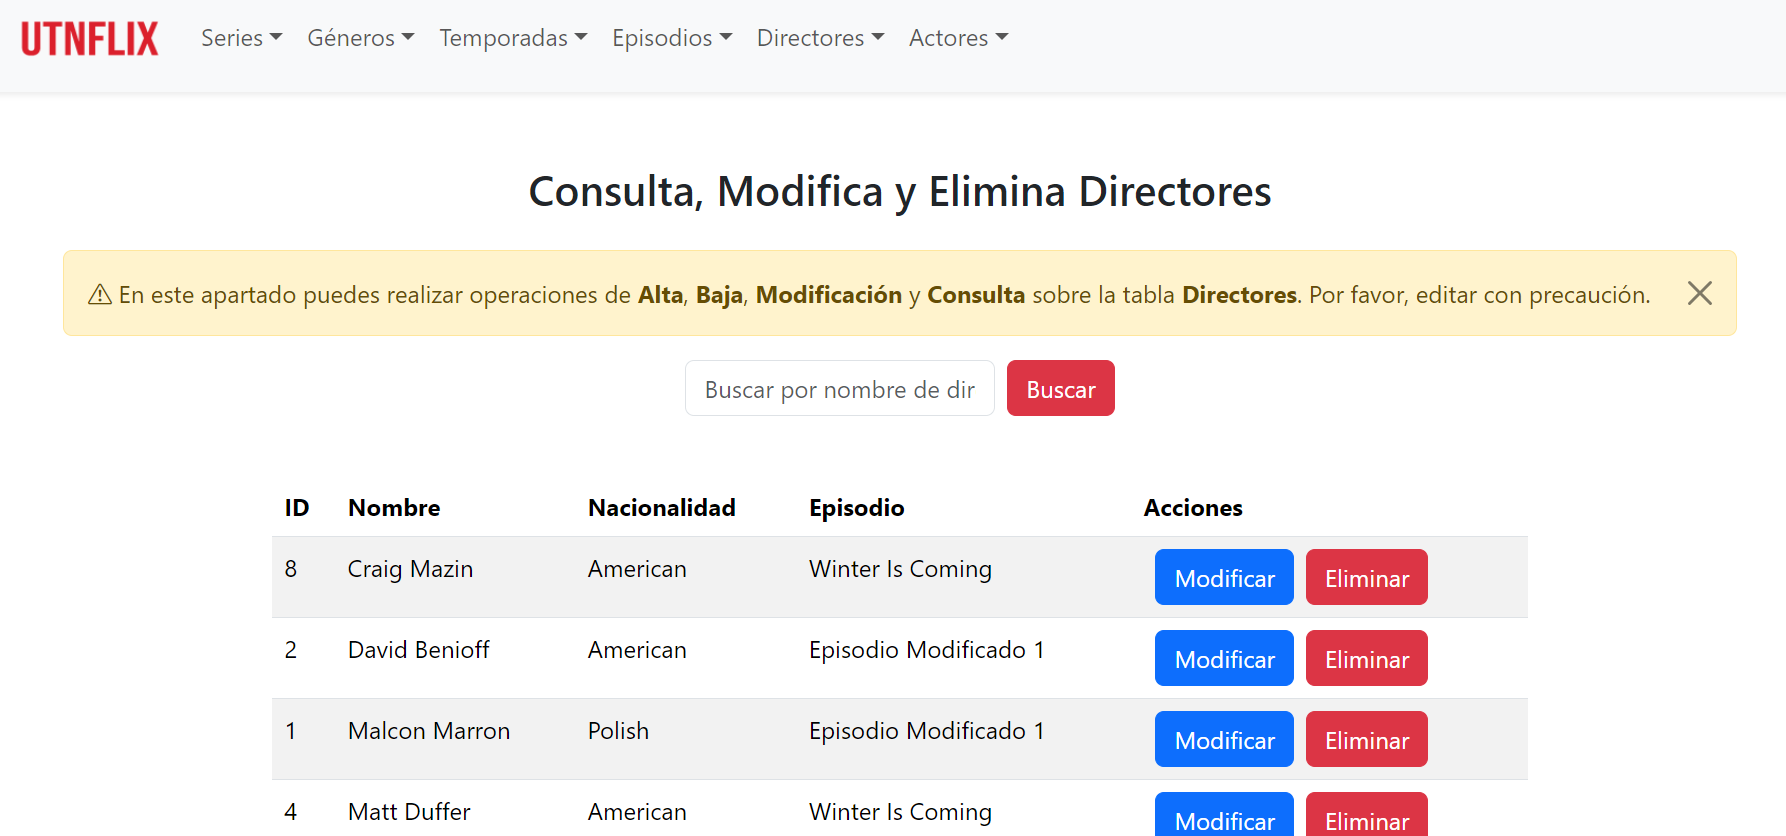 UTNFLIX Series Géneros Temporadas Episodios Directores Actores
Consulta, Modifica y Elimina Directores
En este apartado puedes realizar operaciones de Alta, Baja, Modificación y Consulta sobre la tabla Directores. Por favor, editar con precaución.
Buscar por nombre de dir Buscar
ID Nombre Nacionalidad Episodio Acciones
8 Craig Mazin American Winter Is Coming Modificar Eliminar
2 David Benioff American Episodio Modificado 1 Modificar Eliminar
1 Malcon Marron Polish Episodio Modificado 1 Modificar Eliminar
4 Matt Duffer American Winter Is Coming Modificar Eliminar